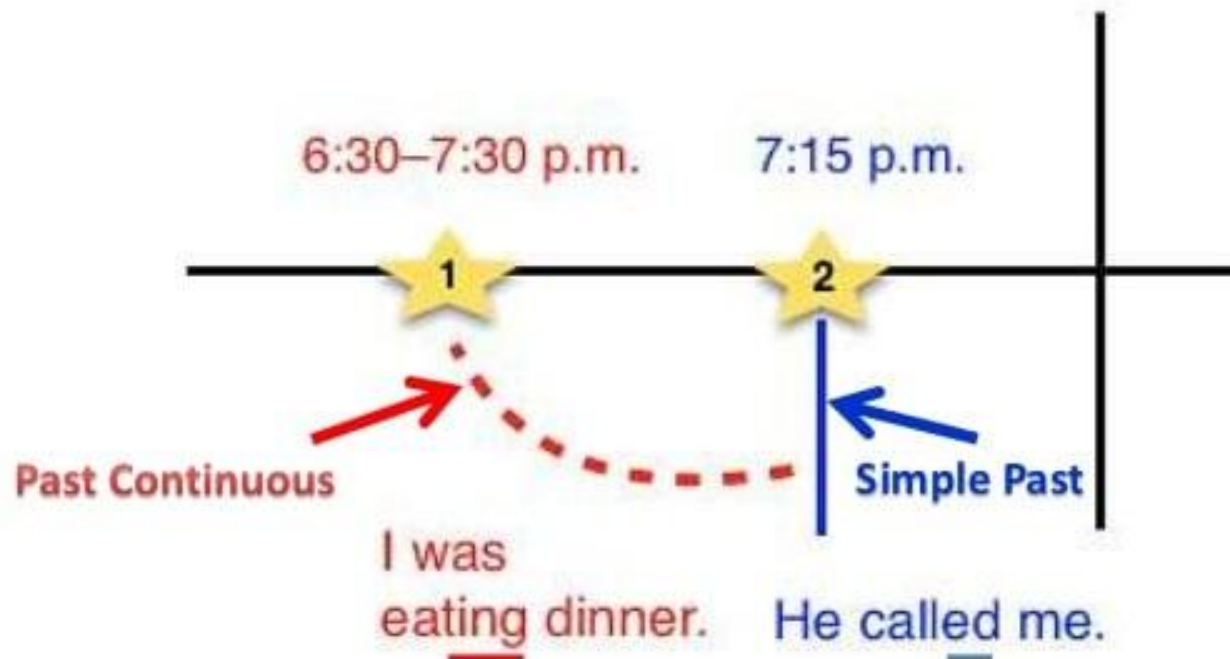 6:30–7:30 p.m.
7:15 p.m.
1
2
Past Continuous
Simple Past
I was
eating dinner.
He called me.